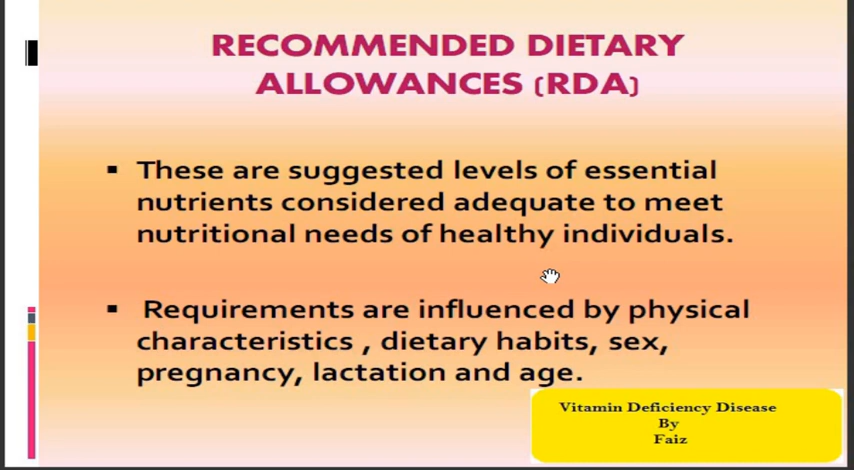 RECOMMENDED DIETARY
ALLOWANCES (RDA)
These are suggested levels of essential
nutrients considered adequate to meet
nutritional needs of healthy individuals.
Requirements are influenced by physical
characteristics , dietary habits, sex,
pregnancy, lactation and age.
Vitamin Deficiency Disease
By
Faiz